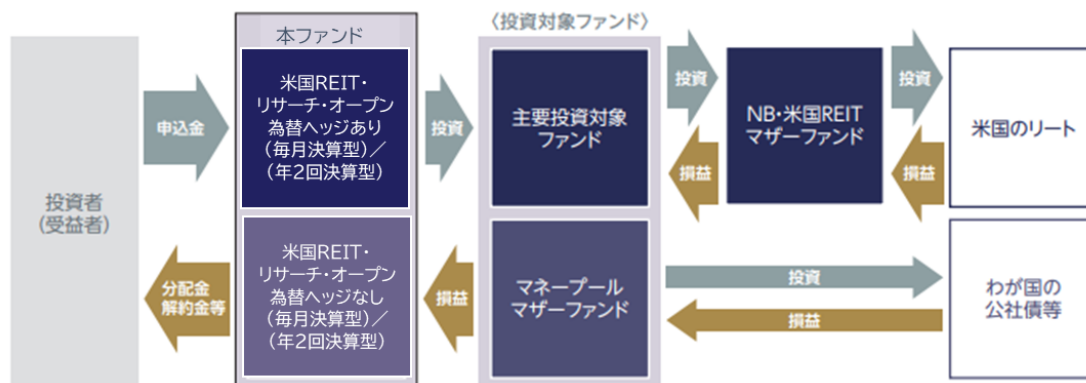 〈投資対象ファンド〉
本ファンド
投資者
(受益者)
申込金
分配金
解約金等
米国REIT・
リサーチ・オープン
為替ヘッジあり
(毎月決算型)／
(年2回決算型)
米国REIT・
リサーチ・オープン
為替ヘッジなし
(毎月決算型)／
(年2回決算型)
投資
損益
主要投資対象
ファンド
マネープール
マザーファンド
投資
損益
NB・米国REIT
マザーファンド
投資
損益
米国のリート
投資
損益
わが国の
公社債等